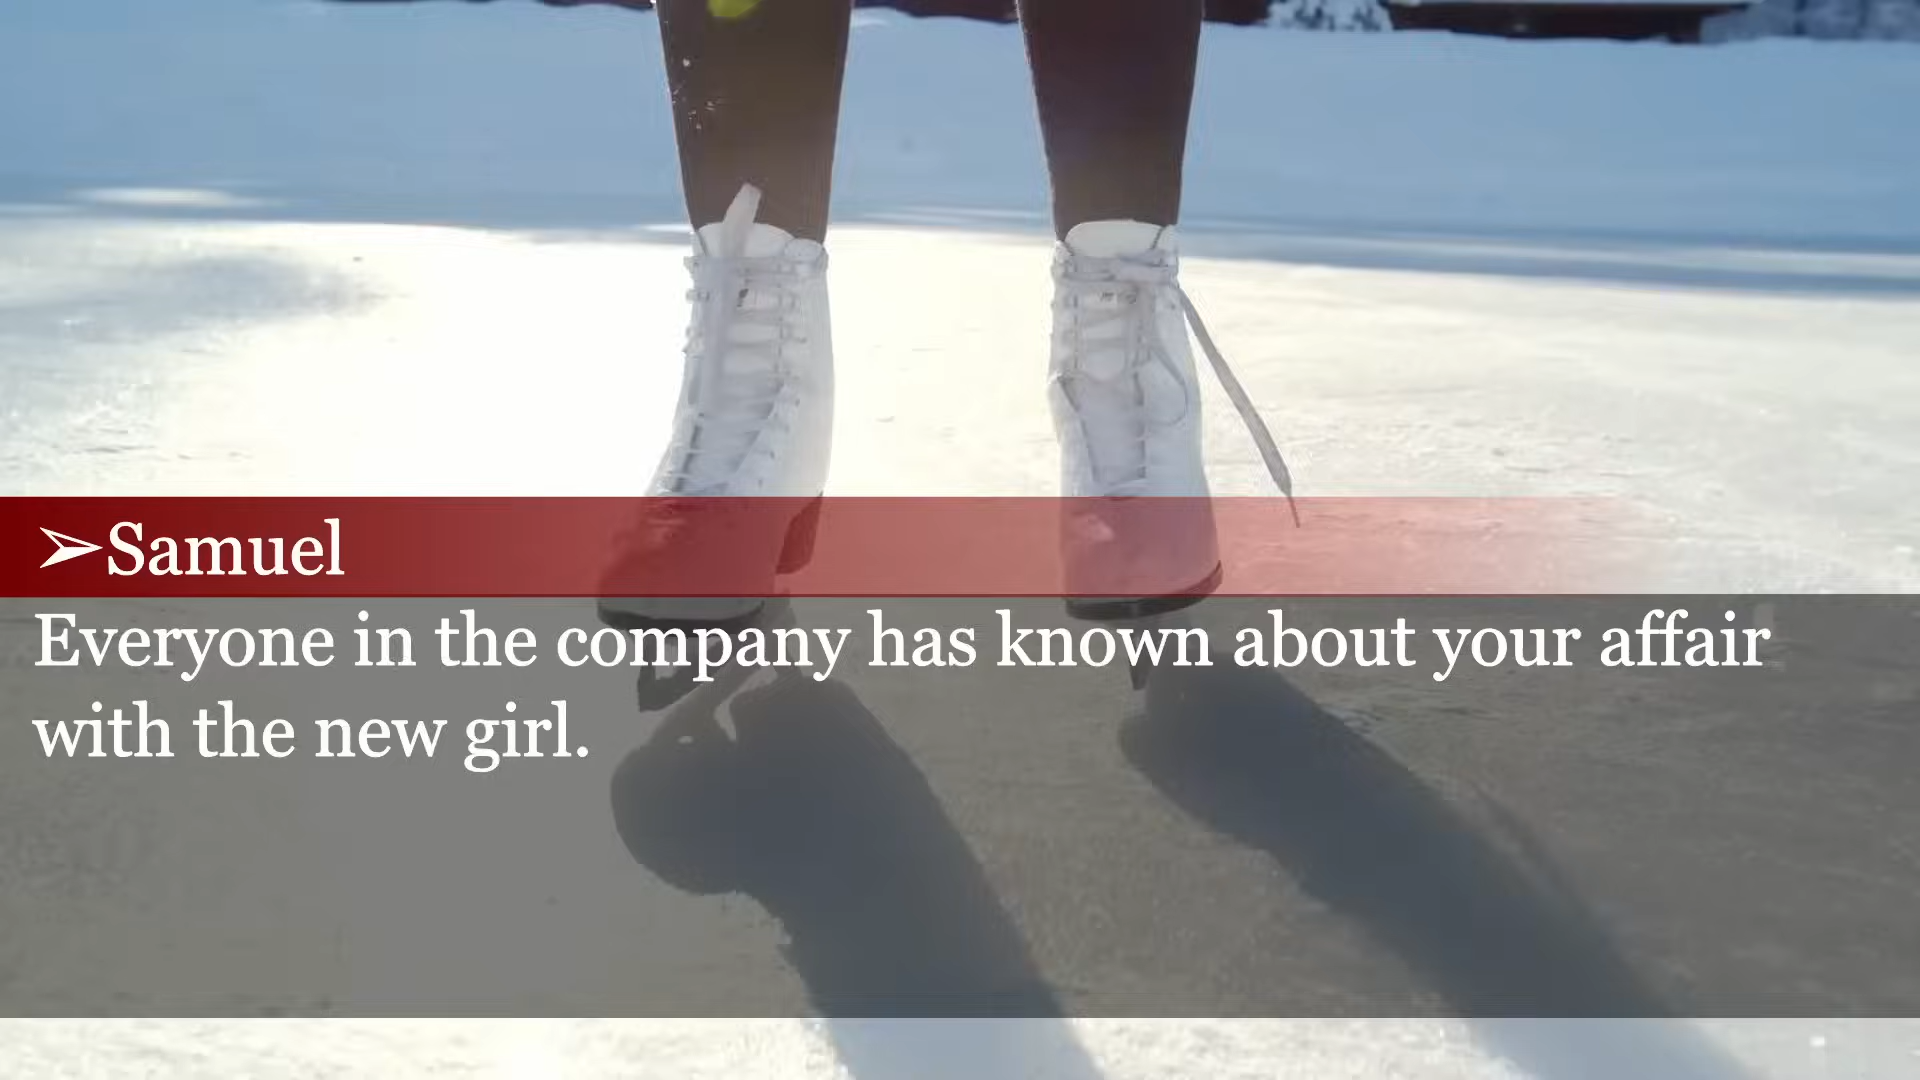 ➢Samuel
Everyone in the company has known about your affair
with the new girl.